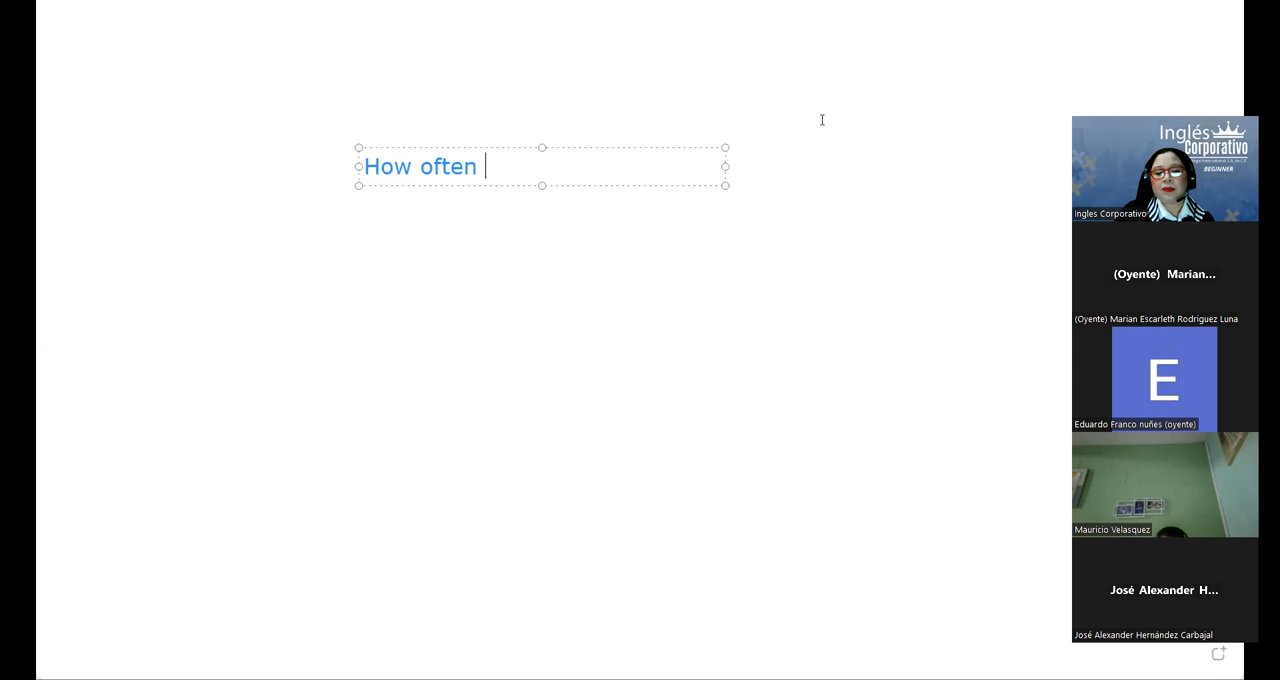 How often
Inglés
Corporativo
BEGINNER
Ingles Corporativo
(Oyente) Marian...
(Oyente) Marian Escarleth Rodriguez Luna
E
Eduardo Franco nuñes (oyente)
Mauricio Velasquez
José Alexander H...
José Alexander Hernández Carbajal